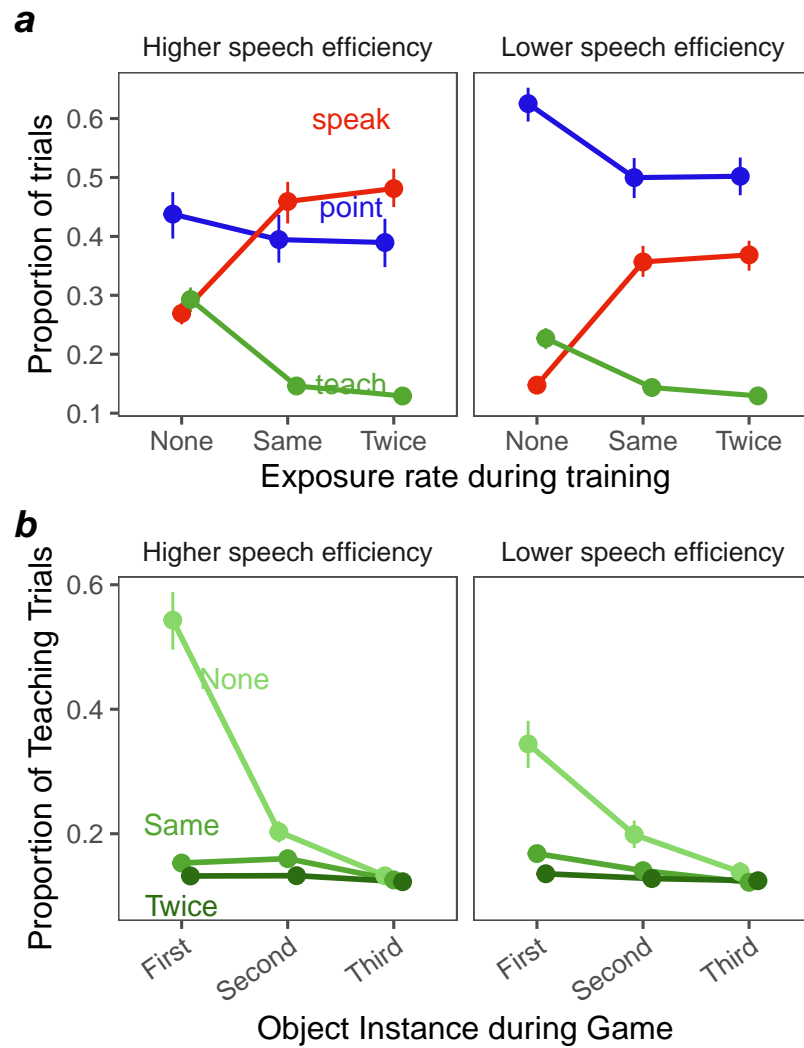 a
Higher speech efficiency
Lower speech efficiency
Proportion of trials
0.6
0.5
0.4
0.3
0.2
0.1
speak
point
teach
None
Same
Twice
None
Same
Twice
Exposure rate during training
b
Higher speech efficiency
Lower speech efficiency
Proportion of Teaching Trials
0.6
0.4
0.2
None
Same
Twice
First
Second
Third
First
Second
Third
Object Instance during Game